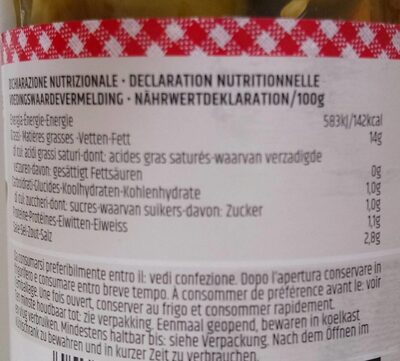 DICHIARAZIONE NUTRIZIONALE · DECLARATION NUTRITIONNELLE
VOEDINGSWAARDEVERMELDING · NÄHRWERTDEKLARATION/100g
Energia-Energie-Energie 583kJ/142kcal
Grassi-Matières grasses -Vetten-Fett 14g
di cui acidi grassi saturi-dont: acides gras saturés-waarvan verzadigde
vetzuren-davon: gesättigt Fettsäuren 0g
Carboidrati-Glucides-Koolhydraten-Kohlenhydrate 1,0g
di cui zuccheri-dont: sucres-waarvan suikers-davon: Zucker 1,0g
Proteine-Protéines-Eiwitten-Eiweiss 1,1g
Sale-Sel-Zout-Salz 2,8g
Da consumarsi preferibilmente entro il: vedi confezione. Dopo l'apertura conservare in
frigorifero e consumare entro breve tempo. À consommer de préférence avant le: voir
emballage. Une fois ouvert, conserver au frigo et consommer rapidement.
Ten minste houdbaar tot: zie verpakking. Eenmaal geopend, bewaren in koelkast
en vlug verbruiken. Mindestens haltbar bis: siehe Verpackung. Nach dem Öffnen im
Kühlschrank zu bewahren und in kurzer Zeit zu verbrauchen.